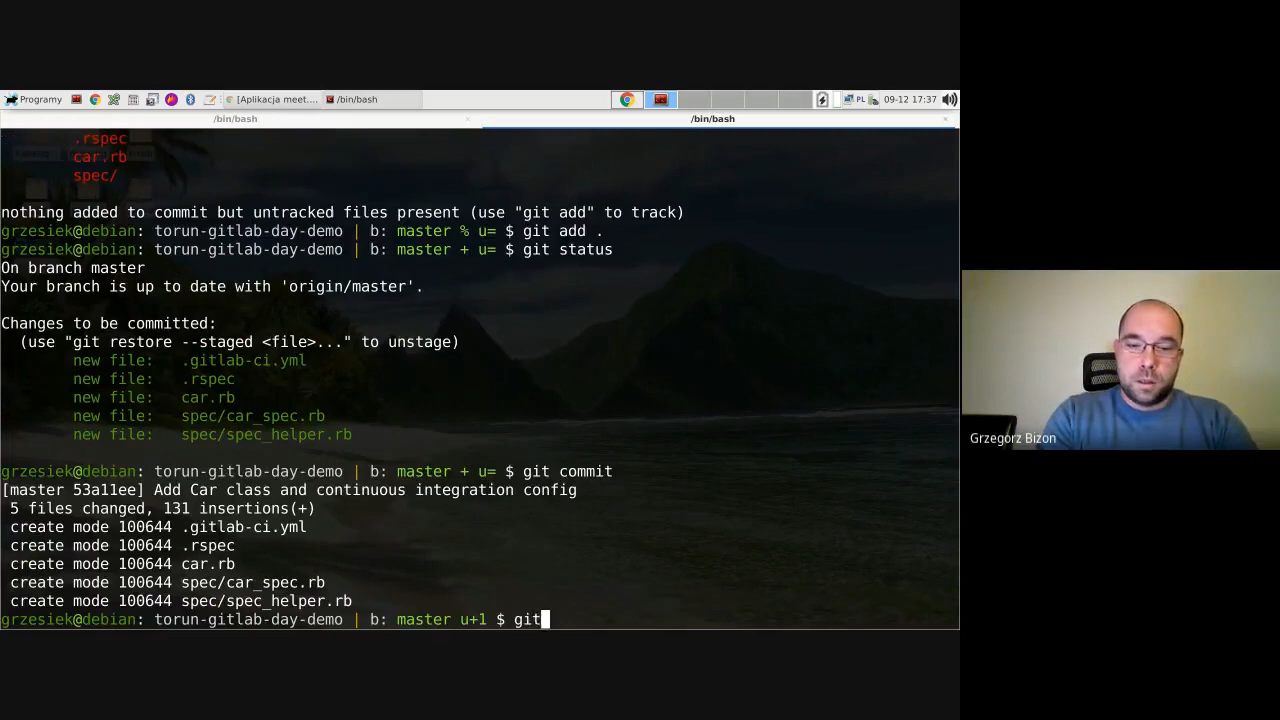 Programy [Aplikacja meet.... /bin/bash PL 09-12 17:37
/bin/bash × /bin/bash ×
.rspec
car.rb
spec/
nothing added to commit but untracked files present (use "git add" to track)
grzesiek@debian: torun-gitlab-day-demo | b: master % u= $ git add .
grzesiek@debian: torun-gitlab-day-demo | b: master + u= $ git status
On branch master
Your branch is up to date with 'origin/master'.
Changes to be committed:
(use "git restore --staged <file>..." to unstage)
new file: .gitlab-ci.yml
new file: .rspec
new file: car.rb
new file: spec/car_spec.rb
new file: spec/spec_helper.rb
grzesiek@debian: torun-gitlab-day-demo | b: master + u= $ git commit
[master 53a11ee] Add Car class and continuous integration config
5 files changed, 131 insertions(+)
create mode 100644 .gitlab-ci.yml
create mode 100644 .rspec
create mode 100644 car.rb
create mode 100644 spec/car_spec.rb
create mode 100644 spec/spec_helper.rb
grzesiek@debian: torun-gitlab-day-demo | b: master u+1 $ git
Grzegorz Bizon